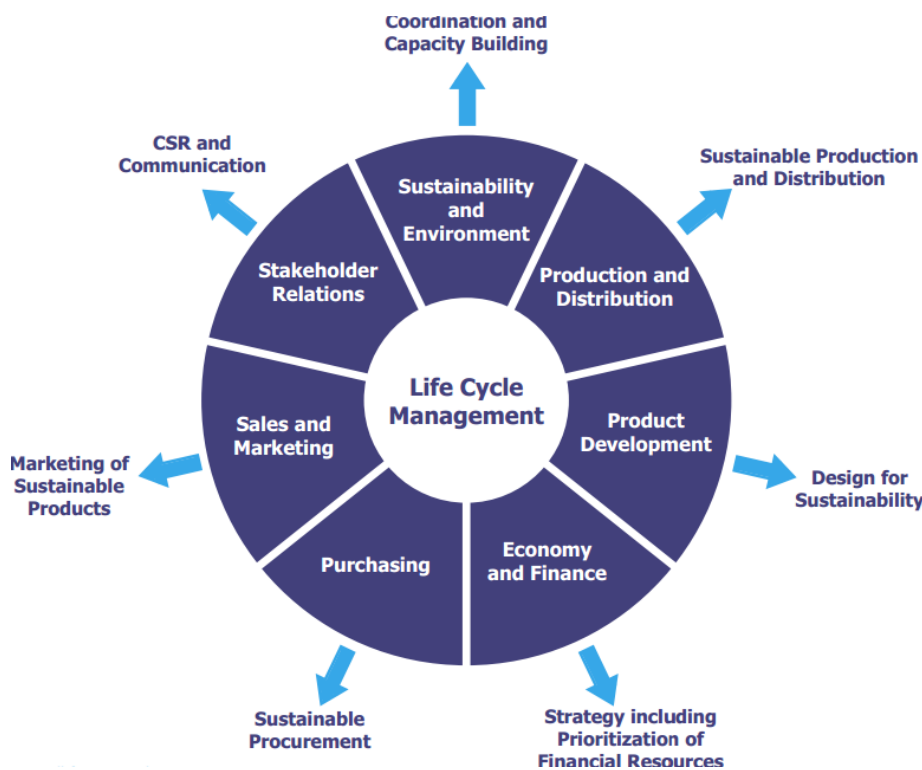 Coordination and
Capacity Building
CSR and
Communication
Sustainable Production
and Distribution
Sustainability
and
Environment
Stakeholder
Relations
Production and
Distribution
Life Cycle
Management
Sales and
Marketing
Product
Development
Marketing of
Sustainable
Products
Design for
Sustainability
Purchasing
Economy
and Finance
Sustainable
Procurement
Strategy including
Prioritization of
Financial Resources